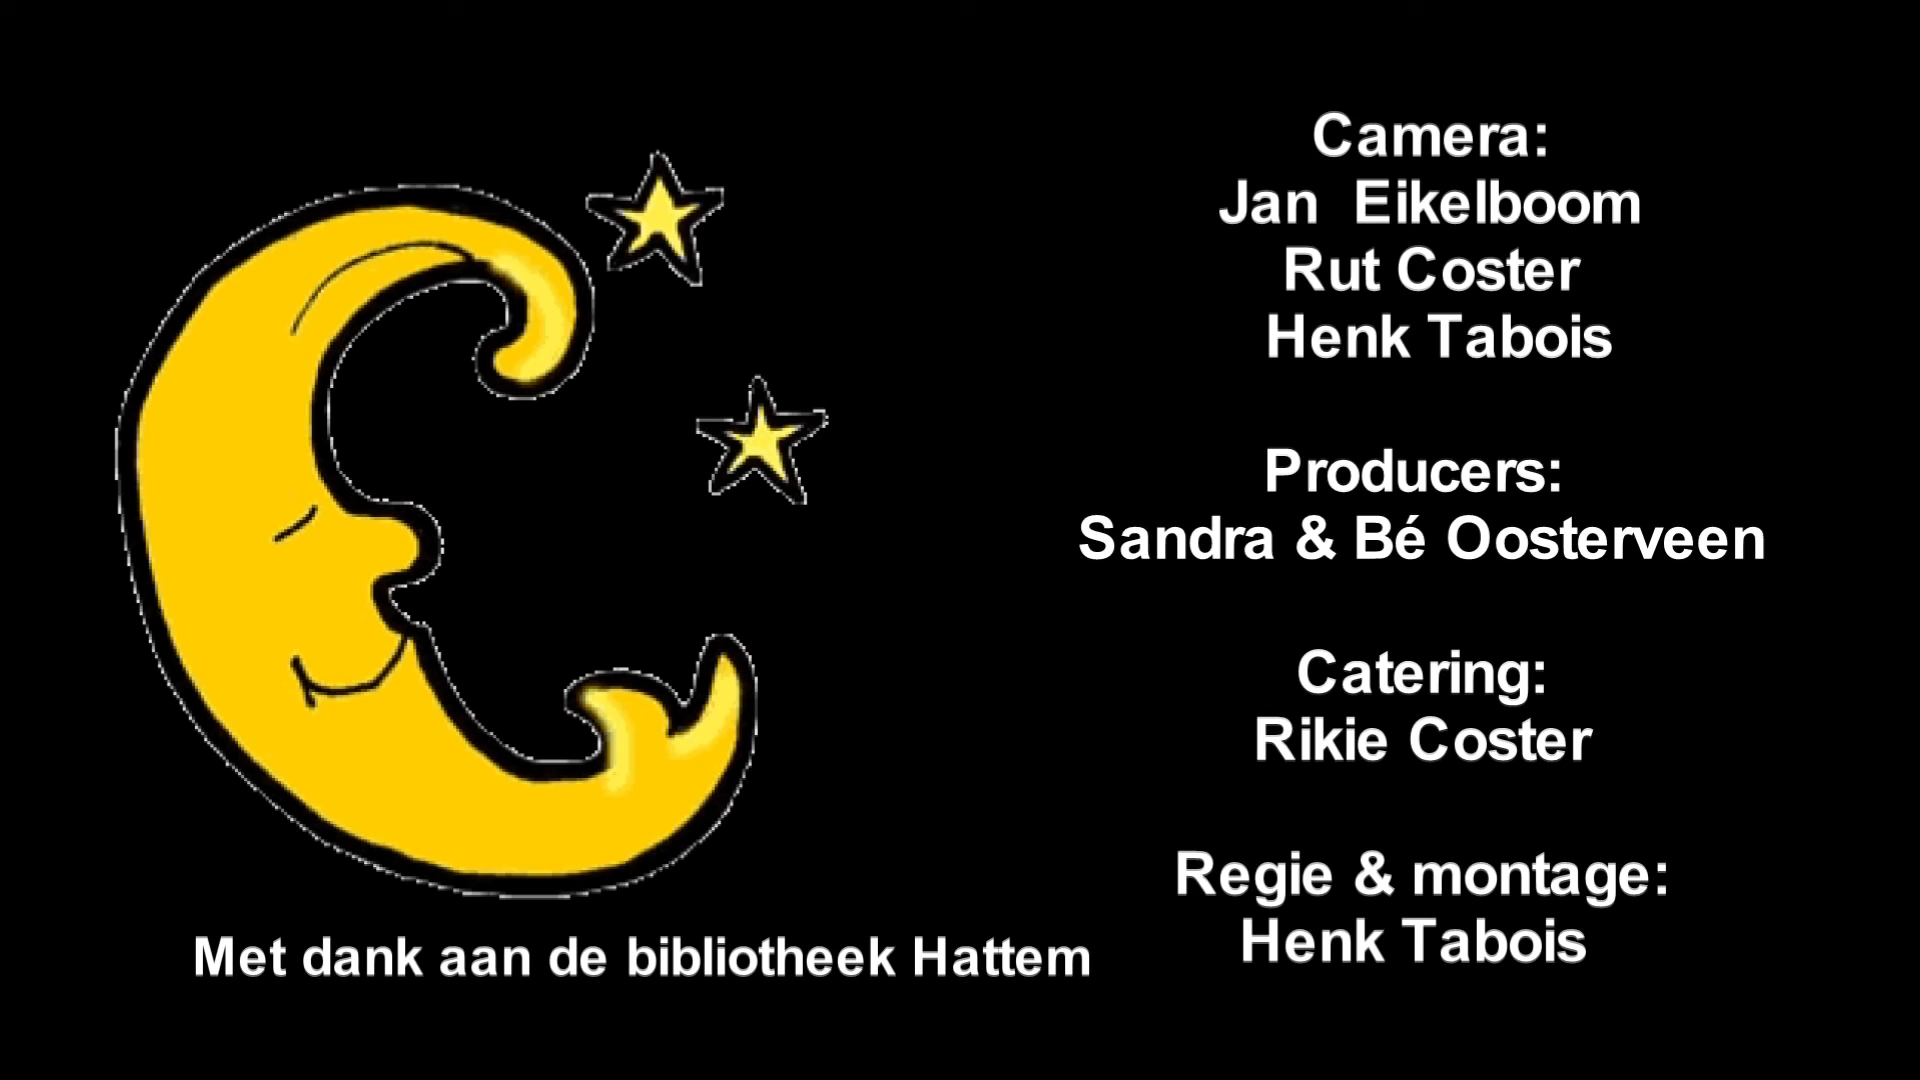 Camera:
Jan  Eikelboom
Rut Coster
Henk Tabois
Producers:
Sandra & Bé Oosterveen
Catering:
Rikie Coster
Regie & montage:
Henk Tabois
Met dank aan de bibliotheek Hattem